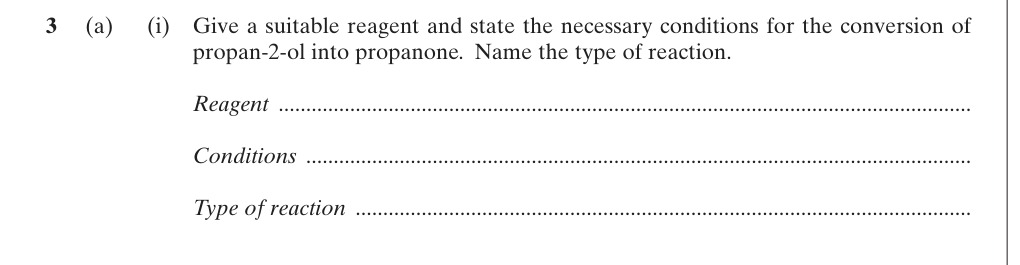 3 (a) (i) Give a suitable reagent and state the necessary conditions for the conversion of
propan-2-ol into propanone. Name the type of reaction.
Reagent ..............................................................................................................................
Conditions .........................................................................................................................
Type of reaction ................................................................................................................